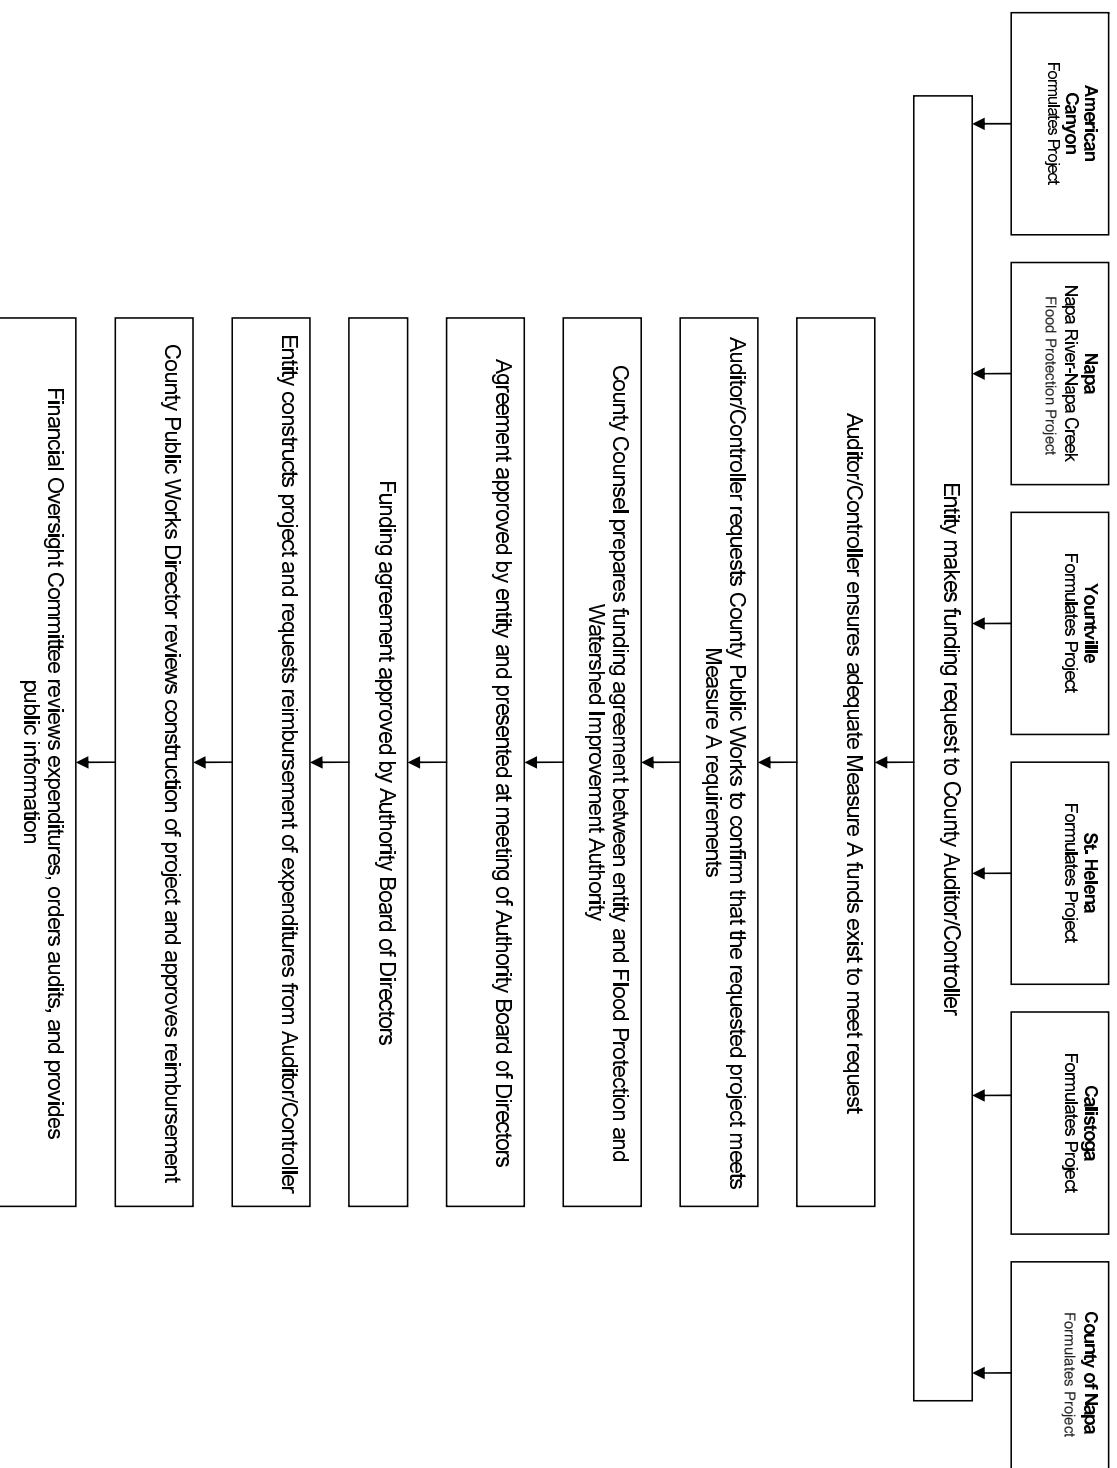 American
Canyon
Formulates Project
Napa
Napa River-Napa Creek
Flood Protection Project
Yountville
Formulates Project
St. Helena
Formulates Project
Calistoga
Formulates Project
County of Napa
Formulates Project
Entity makes funding request to County Auditor/Controller
Auditor/Controller ensures adequate Measure A funds exist to meet request
Auditor/Controller requests County Public Works to confirm that the requested project meets
Measure A requirements
County Counsel prepares funding agreement between entity and Flood Protection and
Watershed Improvement Authority
Agreement approved by entity and presented at meeting of Authority Board of Directors
Funding agreement approved by Authority Board of Directors
Entity constructs project and requests reimbursement of expenditures from Auditor/Controller
County Public Works Director reviews construction of project and approves reimbursement
Financial Oversight Committee reviews expenditures, orders audits, and provides
public information